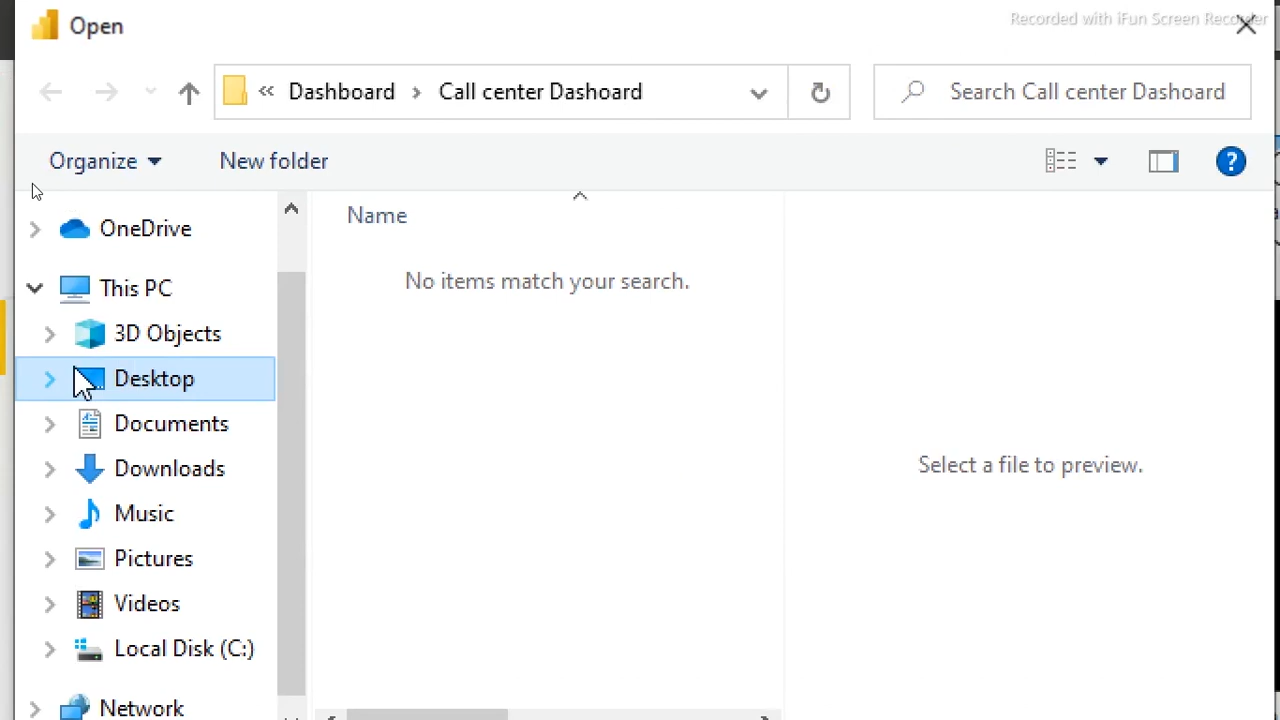 Open
Recorded with iFun Screen Recorder
« Dashboard > Call center Dashoard
Search Call center Dashoard
Organize
New folder
?
OneDrive
Name
No items match your search.
This PC
3D Objects
Desktop
Documents
Downloads
Select a file to preview.
Music
Pictures
Videos
Local Disk (C:)
Network